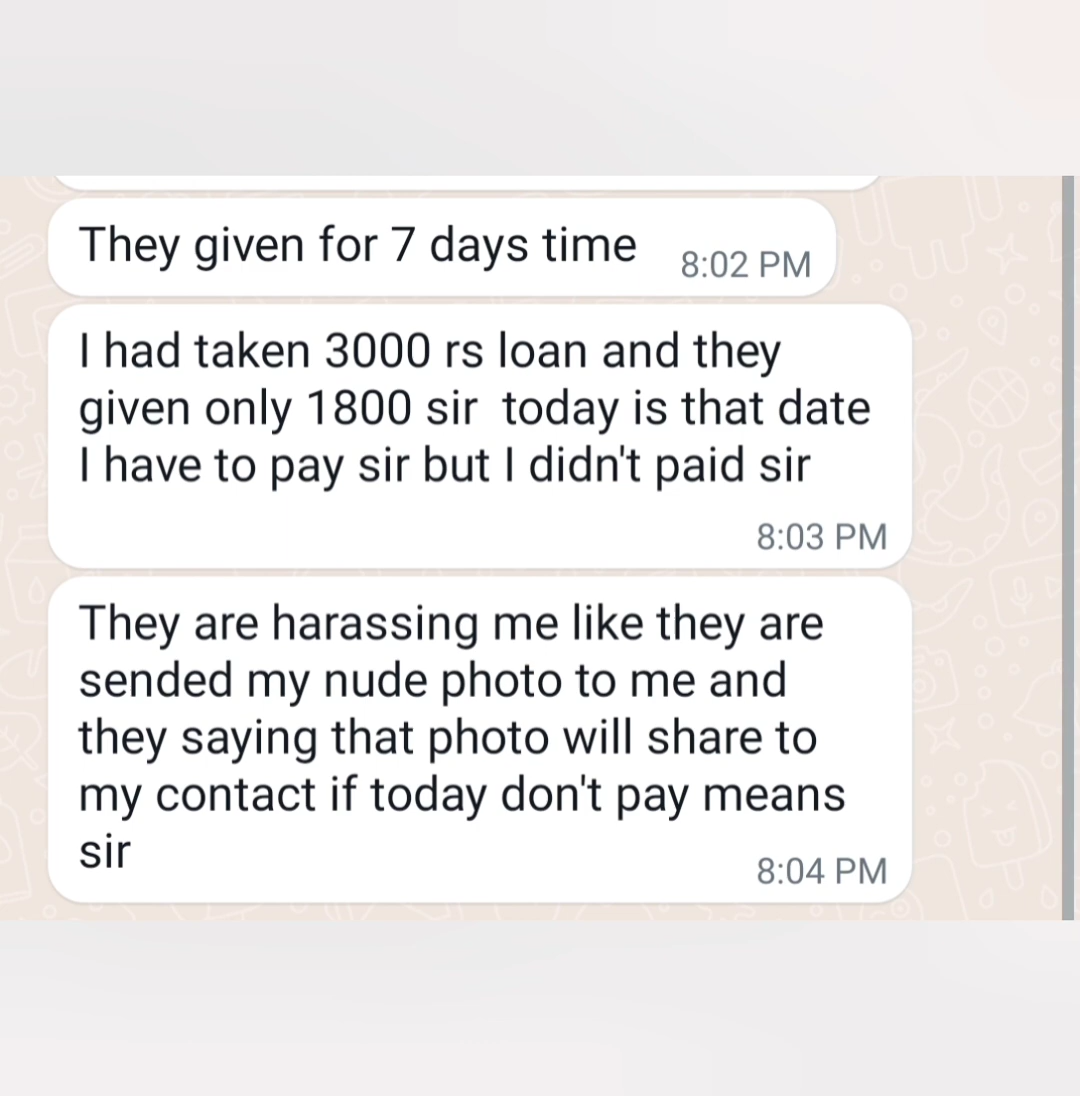 They given for 7 days time 8:02 PM
I had taken 3000 rs loan and they
given only 1800 sir  today is that date
I have to pay sir but I didn't paid sir
8:03 PM
They are harassing me like they are
sended my nude photo to me and
they saying that photo will share to
my contact if today don't pay means
sir 8:04 PM